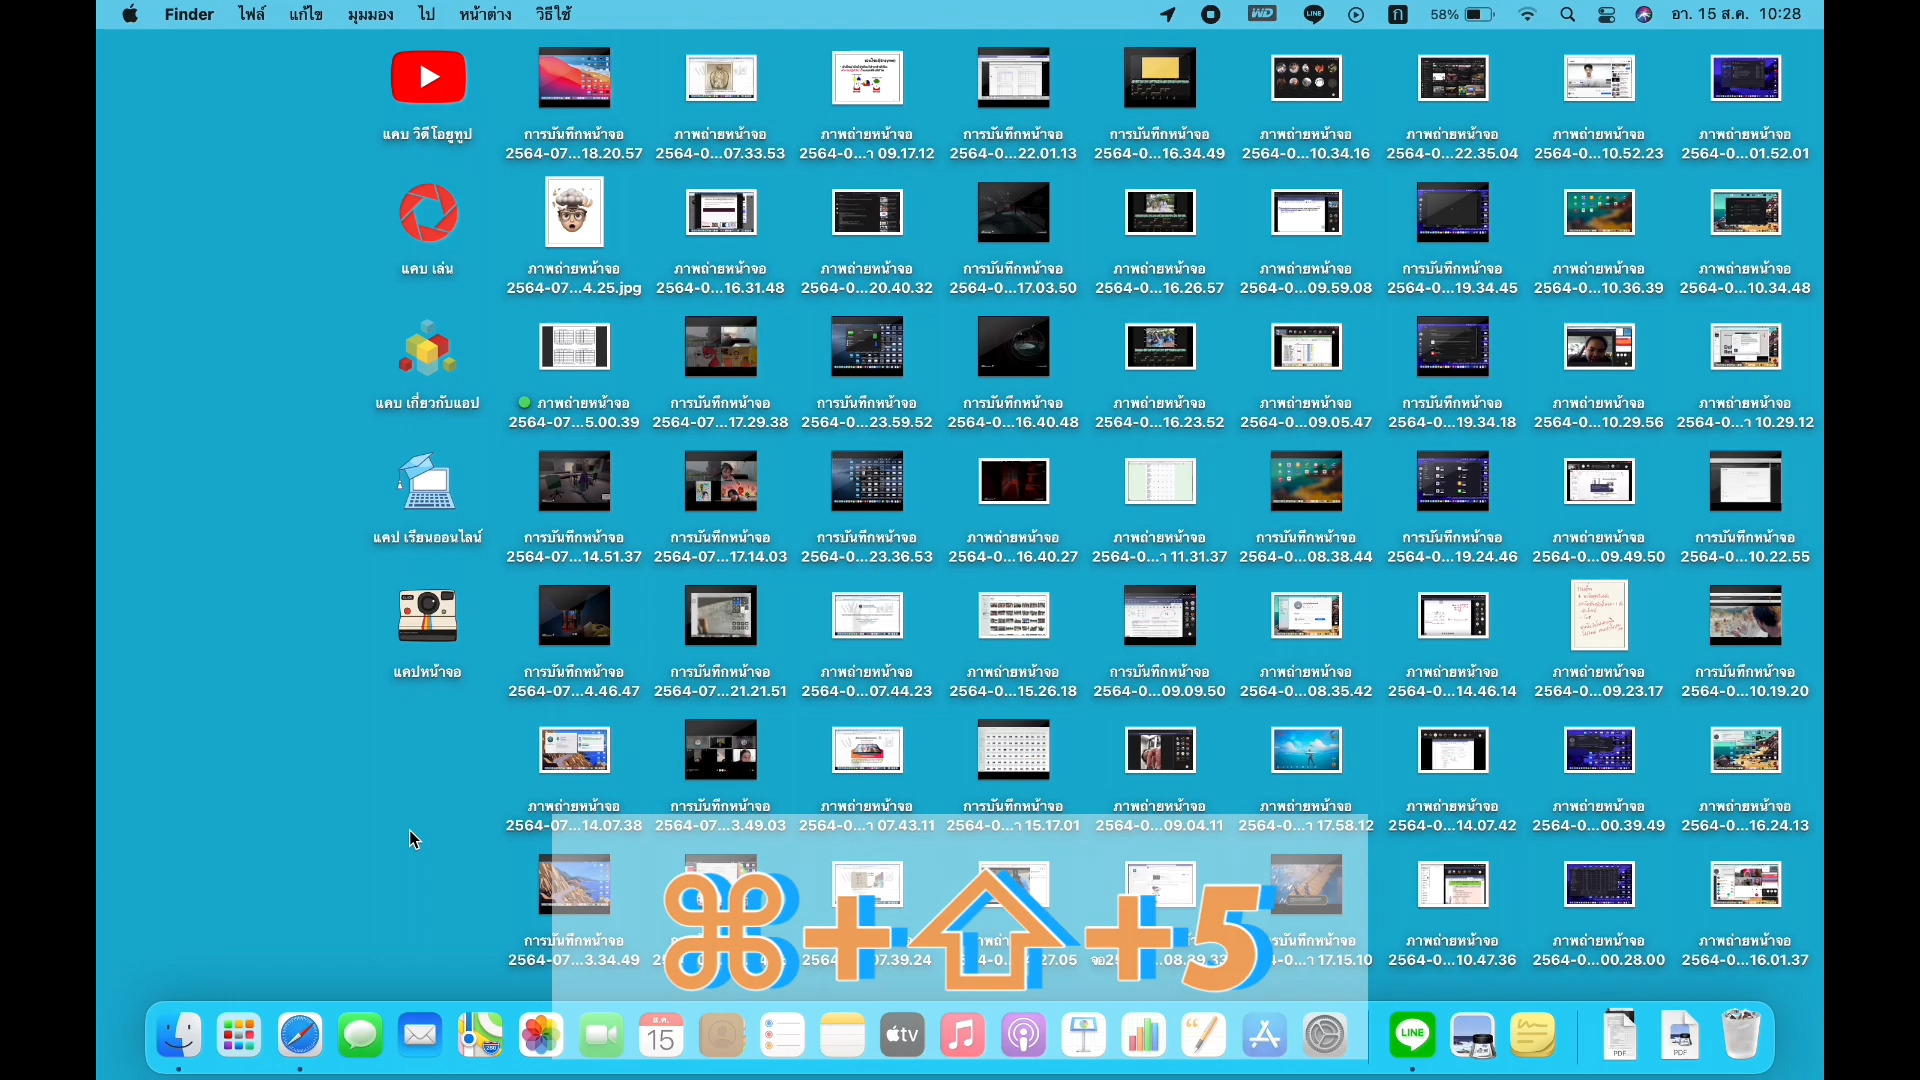 Finder ไฟล์ แก้ไข มุมมอง ไป หน้าต่าง วิธีใช้
58% อา. 15 ส.ค. 10:28
แคบ วิดีโอยูทูป
การบันทึกหน้าจอ
2564-07...18.20.57
ภาพถ่ายหน้าจอ
2564-0...07.33.53
ภาพถ่ายหน้าจอ
2564-0...า 09.17.12
การบันทึกหน้าจอ
2564-0...22.01.13
การบันทึกหน้าจอ
2564-0...16.34.49
ภาพถ่ายหน้าจอ
2564-0...10.34.16
ภาพถ่ายหน้าจอ
2564-0...22.35.04
ภาพถ่ายหน้าจอ
2564-0...10.52.23
ภาพถ่ายหน้าจอ
2564-0...01.52.01
แคบ เล่น
ภาพถ่ายหน้าจอ
2564-07...4.25.jpg
ภาพถ่ายหน้าจอ
2564-0...16.31.48
ภาพถ่ายหน้าจอ
2564-0...20.40.32
การบันทึกหน้าจอ
2564-0...17.03.50
ภาพถ่ายหน้าจอ
2564-0...16.26.57
ภาพถ่ายหน้าจอ
2564-0...09.59.08
การบันทึกหน้าจอ
2564-0...19.34.45
ภาพถ่ายหน้าจอ
2564-0...10.36.39
ภาพถ่ายหน้าจอ
2564-0...10.34.48
แคบ เกี่ยวกับแอป
ภาพถ่ายหน้าจอ
2564-07...5.00.39
การบันทึกหน้าจอ
2564-07...17.29.38
การบันทึกหน้าจอ
2564-0...23.59.52
การบันทึกหน้าจอ
2564-0...16.40.48
ภาพถ่ายหน้าจอ
2564-0...16.23.52
ภาพถ่ายหน้าจอ
2564-0...09.05.47
การบันทึกหน้าจอ
2564-0...19.34.18
ภาพถ่ายหน้าจอ
2564-0...10.29.56
ภาพถ่ายหน้าจอ
2564-0...า 10.29.12
แคป เรียนออนไลน์
การบันทึกหน้าจอ
2564-07...14.51.37
การบันทึกหน้าจอ
2564-07...17.14.03
การบันทึกหน้าจอ
2564-0...23.36.53
ภาพถ่ายหน้าจอ
2564-0...16.40.27
ภาพถ่ายหน้าจอ
2564-0...า 11.31.37
การบันทึกหน้าจอ
2564-0...08.38.44
การบันทึกหน้าจอ
2564-0...19.24.46
ภาพถ่ายหน้าจอ
2564-0...09.49.50
การบันทึกหน้าจอ
2564-0...10.22.55
แคปหน้าจอ
การบันทึกหน้าจอ
2564-07...4.46.47
การบันทึกหน้าจอ
2564-07...21.21.51
ภาพถ่ายหน้าจอ
2564-0...07.44.23
ภาพถ่ายหน้าจอ
2564-0...15.26.18
การบันทึกหน้าจอ
2564-0...09.09.50
ภาพถ่ายหน้าจอ
2564-0...08.35.42
ภาพถ่ายหน้าจอ
2564-0...14.46.14
ภาพถ่ายหน้าจอ
2564-0...09.23.17
การบันทึกหน้าจอ
2564-0...10.19.20
ภาพถ่ายหน้าจอ
2564-07...14.07.38
การบันทึกหน้าจอ
2564-07...3.49.03
ภาพถ่ายหน้าจอ
2564-0...า 07.43.11
การบันทึกหน้าจอ
2564-0...า 15.17.01
ภาพถ่ายหน้าจอ
2564-0...09.04.11
ภาพถ่ายหน้าจอ
2564-0...า 17.58.12
ภาพถ่ายหน้าจอ
2564-0...14.07.42
ภาพถ่ายหน้าจอ
2564-0...00.39.49
ภาพถ่ายหน้าจอ
2564-0...16.24.13
การบันทึกหน้าจอ
2564-07...3.34.49
ภาพถ่ายหน้าจอ
2564-0...10.47.36
ภาพถ่ายหน้าจอ
2564-0...00.28.00
ภาพถ่ายหน้าจอ
2564-0...16.01.37
⌘+⇧+5
ส.ค.
15
tv
LINE
PDF
PDF